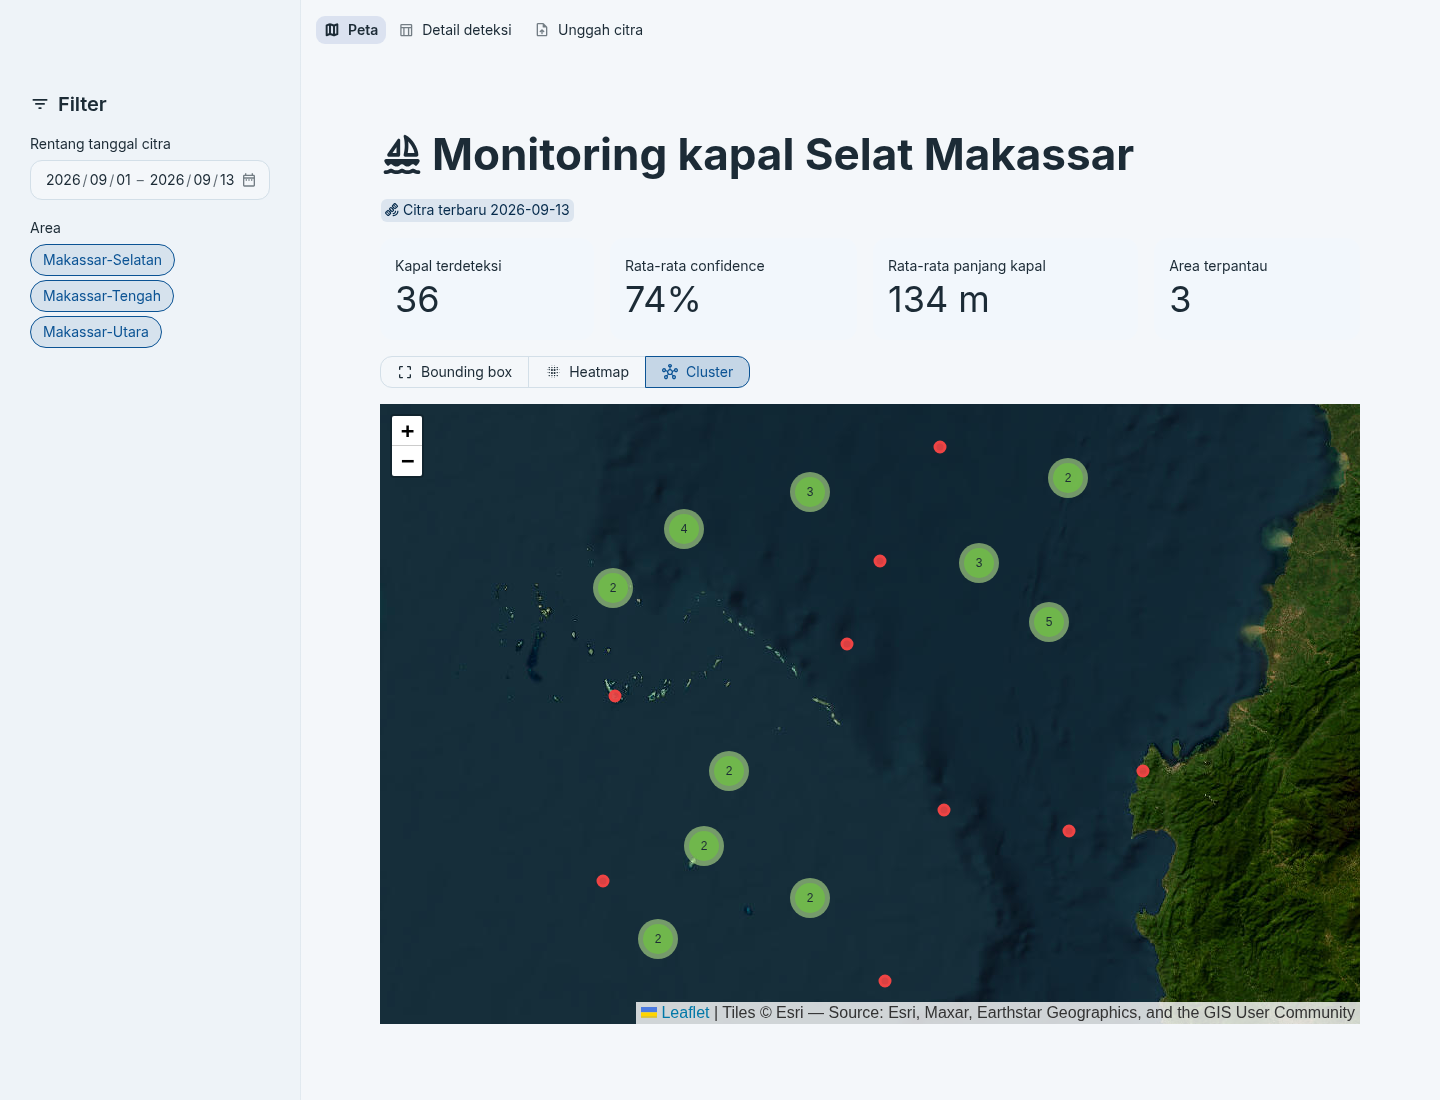 Peta
Detail deteksi
Unggah citra
Filter
Rentang tanggal citra
2026/09/01 – 2026/09/13
Area
Makassar-Selatan
Makassar-Tengah
Makassar-Utara
Monitoring kapal Selat Makassar
Citra terbaru 2026-09-13
Kapal terdeteksi
36
Rata-rata confidence
74%
Rata-rata panjang kapal
134 m
Area terpantau
3
Bounding box
Heatmap
Cluster
+
−
2
3
4
3
2
5
2
2
2
2
Leaflet | Tiles © Esri — Source: Esri, Maxar, Earthstar Geographics, and the GIS User Community